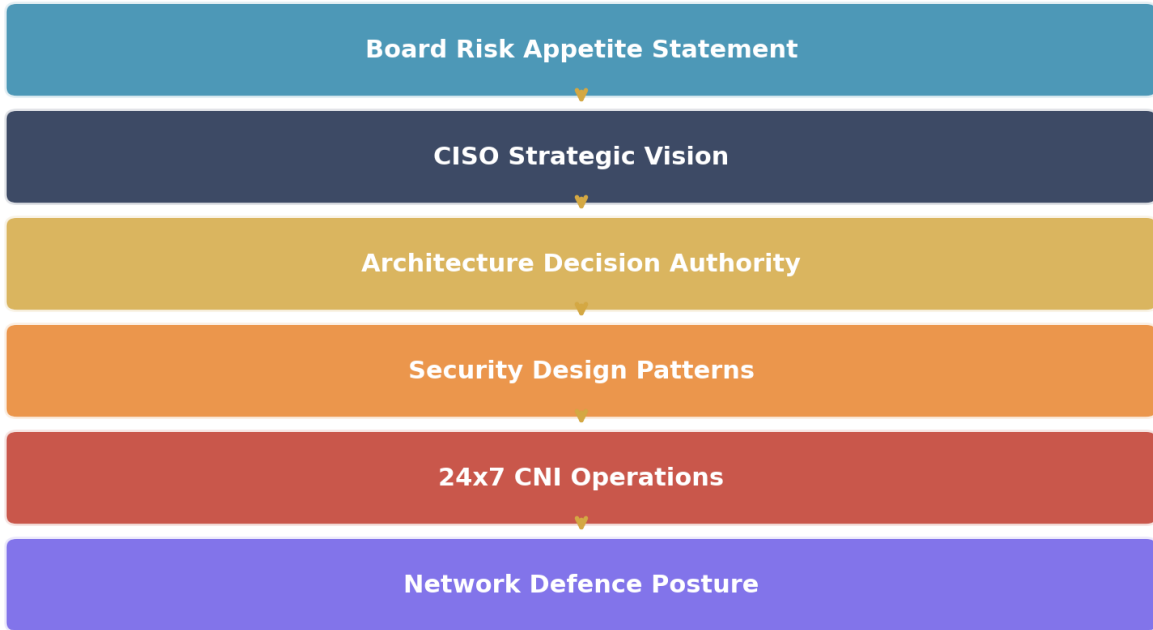 Board Risk Appetite Statement
CISO Strategic Vision
Architecture Decision Authority
Security Design Patterns
24x7 CNI Operations
Network Defence Posture